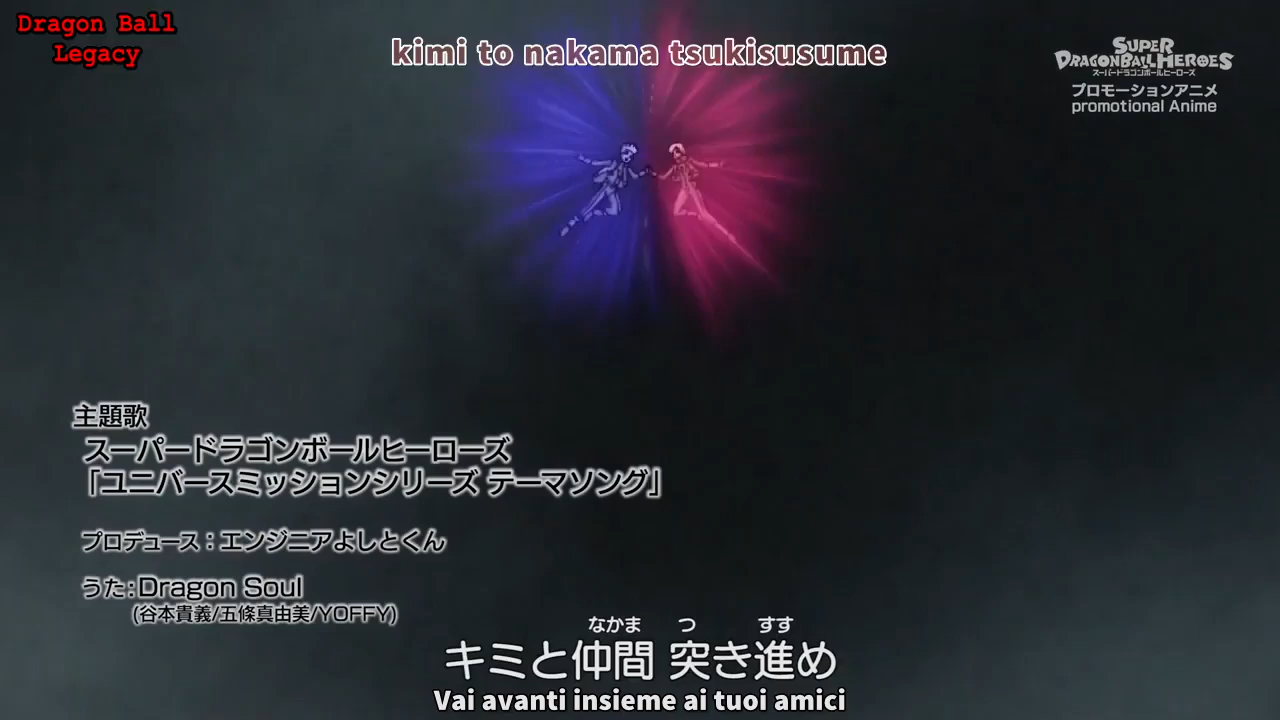 Dragon Ball
Legacy
kimi to nakama tsukisusume
SUPER
DRAGONBALL HEROES
スーパードラゴンボールヒーローズ
プロモーションアニメ
promotional Anime
主題歌
スーパードラゴンボールヒーローズ
「ユニバースミッションシリーズ テーマソング」
プロデュース：エンジニアよしとくん
うた：Dragon Soul
(谷本貴義/五條真由美/YOFFY)
なかま つ すす
キミと仲間 突き進め
Vai avanti insieme ai tuoi amici